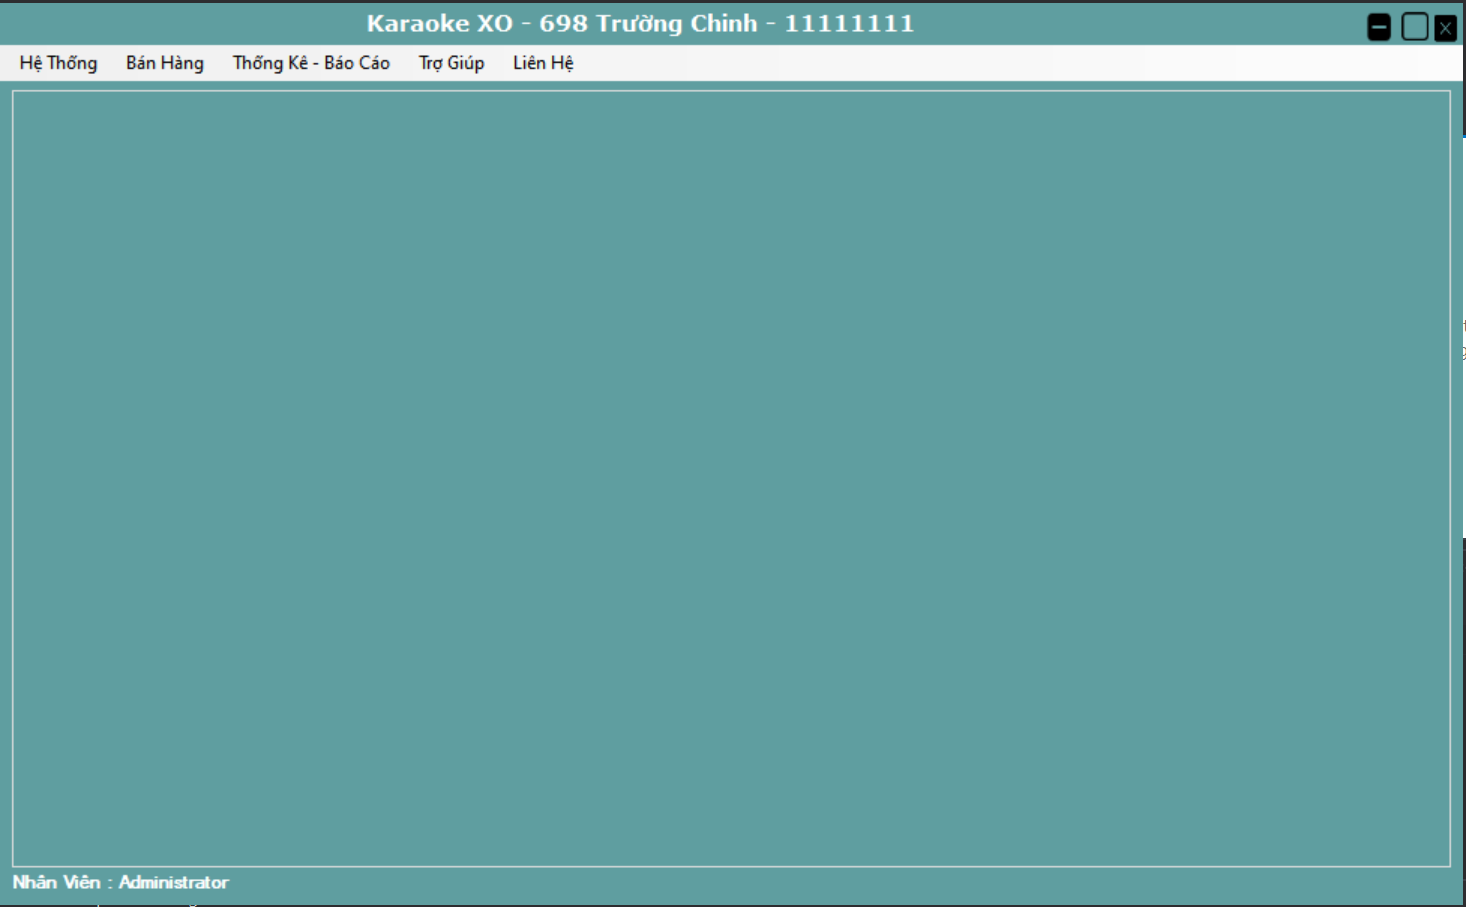 Karaoke XO - 698 Trường Chinh - 11111111
Hệ Thống Bán Hàng Thống Kê - Báo Cáo Trợ Giúp Liên Hệ
Nhân Viên : Administrator